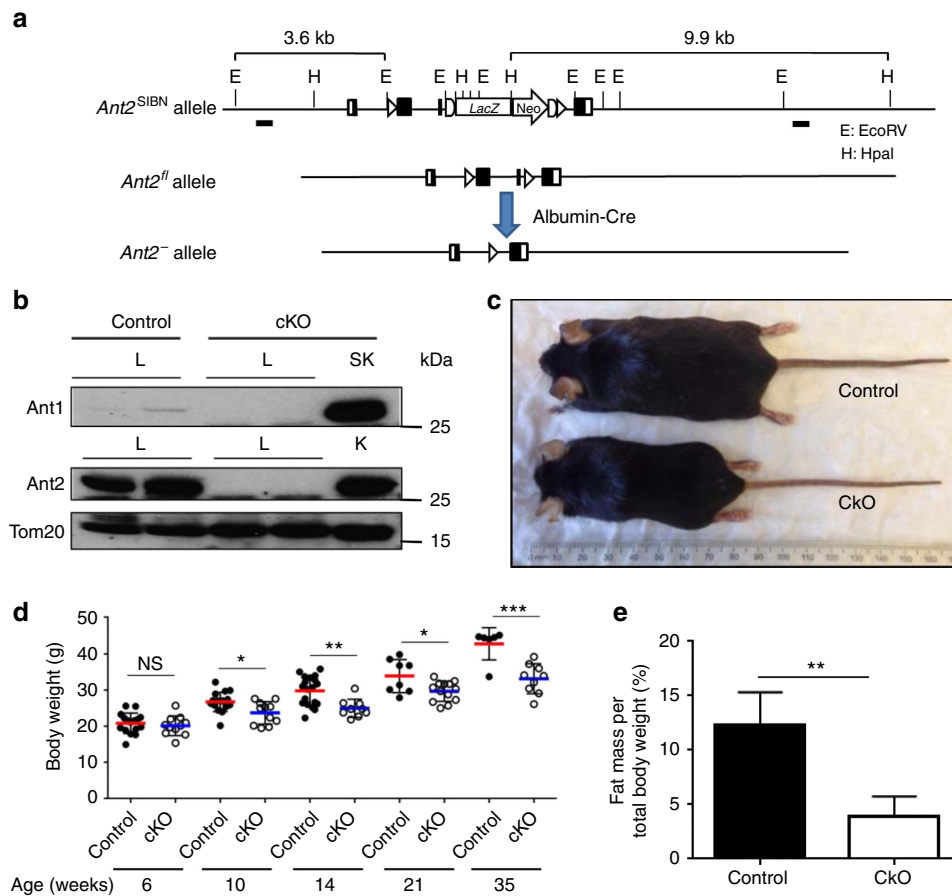 a
3.6 kb 9.9 kb
E H E E H E H E E E E H
Ant2SIBN allele LacZ Neo
E: EcoRV
H: HpaI
Ant2fl allele
Albumin-Cre
Ant2− allele
b
Control cKO
L L SK kDa
Ant1 25
L L K
Ant2 25
Tom20 15
c
Control
CkO
d
Body weight (g)
50
40
30
20
10
0
NS * ** * ***
Control cKO Control cKO Control cKO Control cKO Control cKO
Age (weeks) 6 10 14 21 35
e
Fat mass per
total body weight (%)
20
15
10
5
0
**
Control CkO